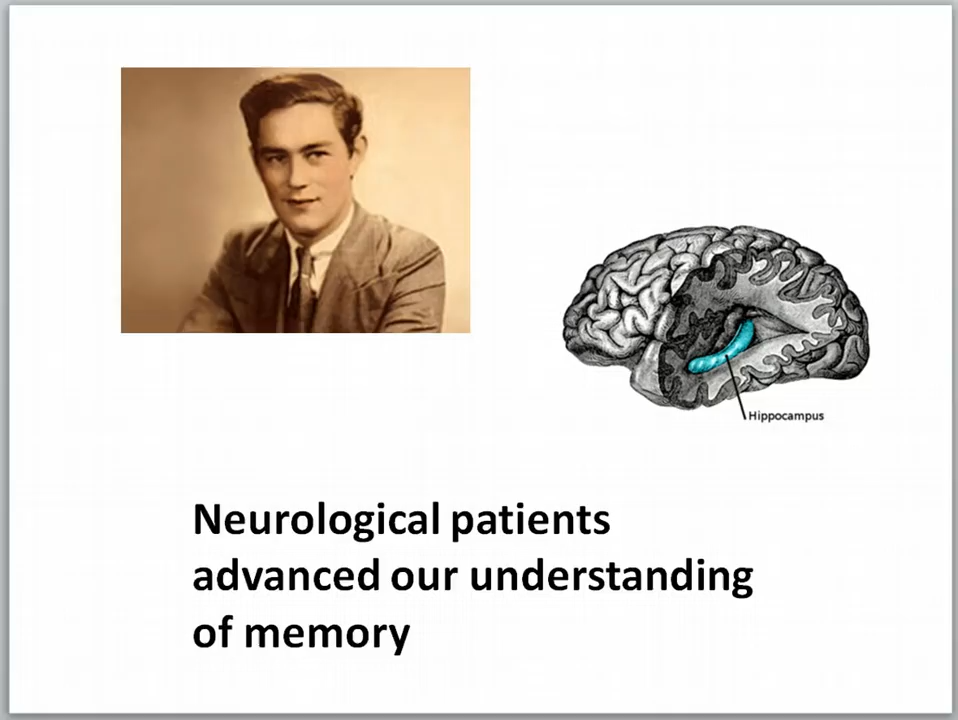 Hippocampus
Neurological patients
advanced our understanding
of memory